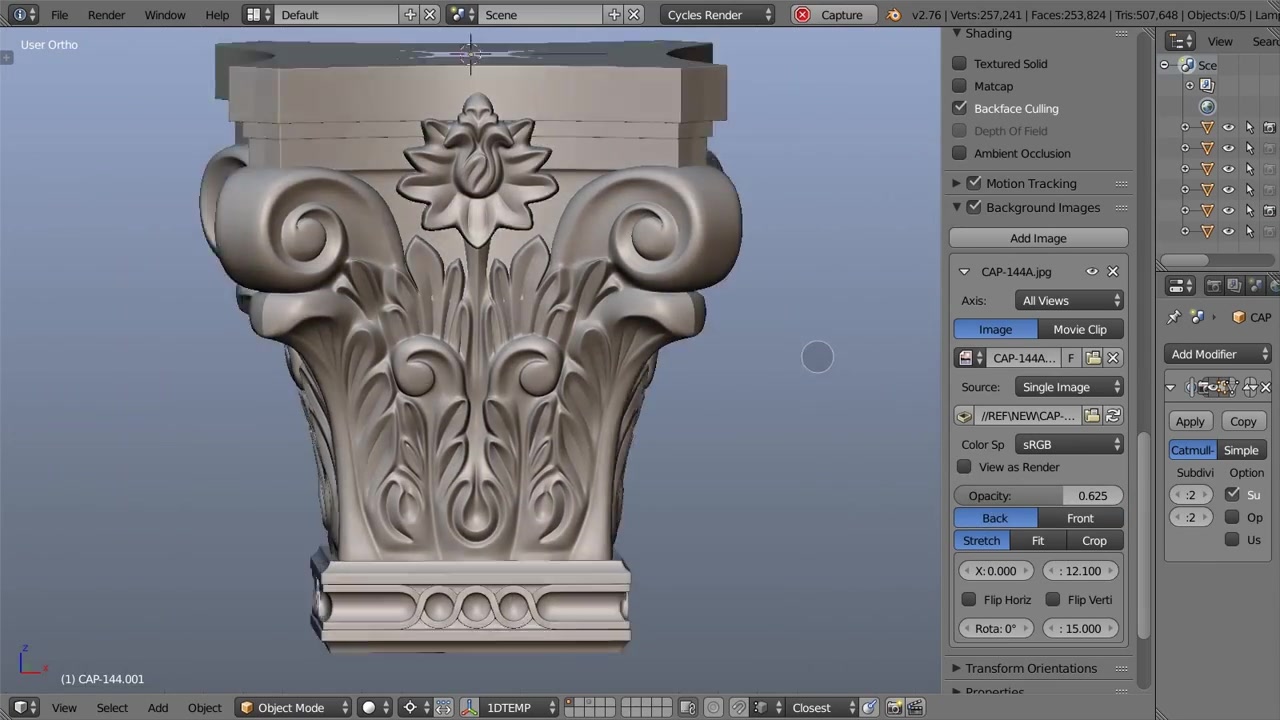 File Render Window Help Default Scene Cycles Render Capture v2.76 | Verts:257,241 | Faces:253,824 | Tris:507,648 | Objects:0/5 | Lamp
User Ortho
Shading
Textured Solid
Matcap
Backface Culling
Depth Of Field
Ambient Occlusion
Motion Tracking
Background Images
Add Image
CAP-144A.jpg
Axis: All Views
Image Movie Clip
CAP-144A... F
Source: Single Image
//REF\NEW\CAP-...
Color Sp sRGB
View as Render
Opacity: 0.625
Back Front
Stretch Fit Crop
X: 0.000 : 12.100
Flip Horiz Flip Verti
Rota: 0° : 15.000
Transform Orientations
Properties
View Sear
Sce
CAP
Add Modifier
Apply Copy
Catmull- Simple
Subdivi Option
:2 Su
:2 Op
Us
z
x
(1) CAP-144.001
View Select Add Object Object Mode 1DTEMP Closest